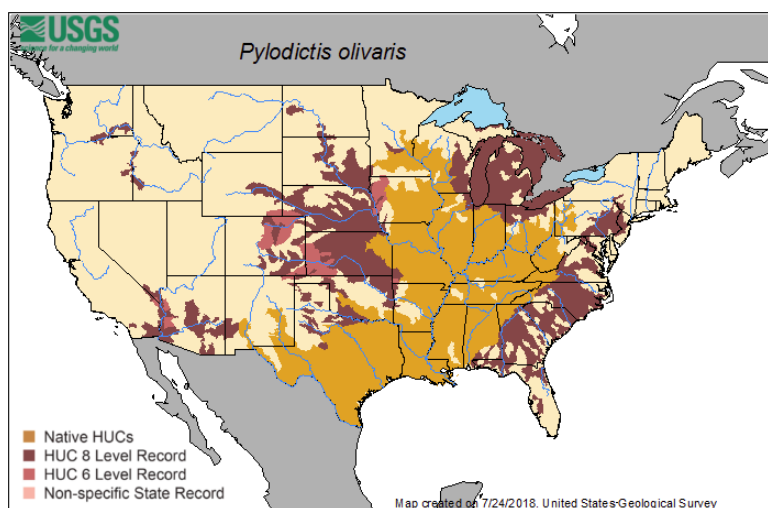 USGS
science for a changing world
Pylodictis olivaris
Native HUCs
HUC 8 Level Record
HUC 6 Level Record
Non-specific State Record
Map created on 7/24/2018. United States Geological Survey